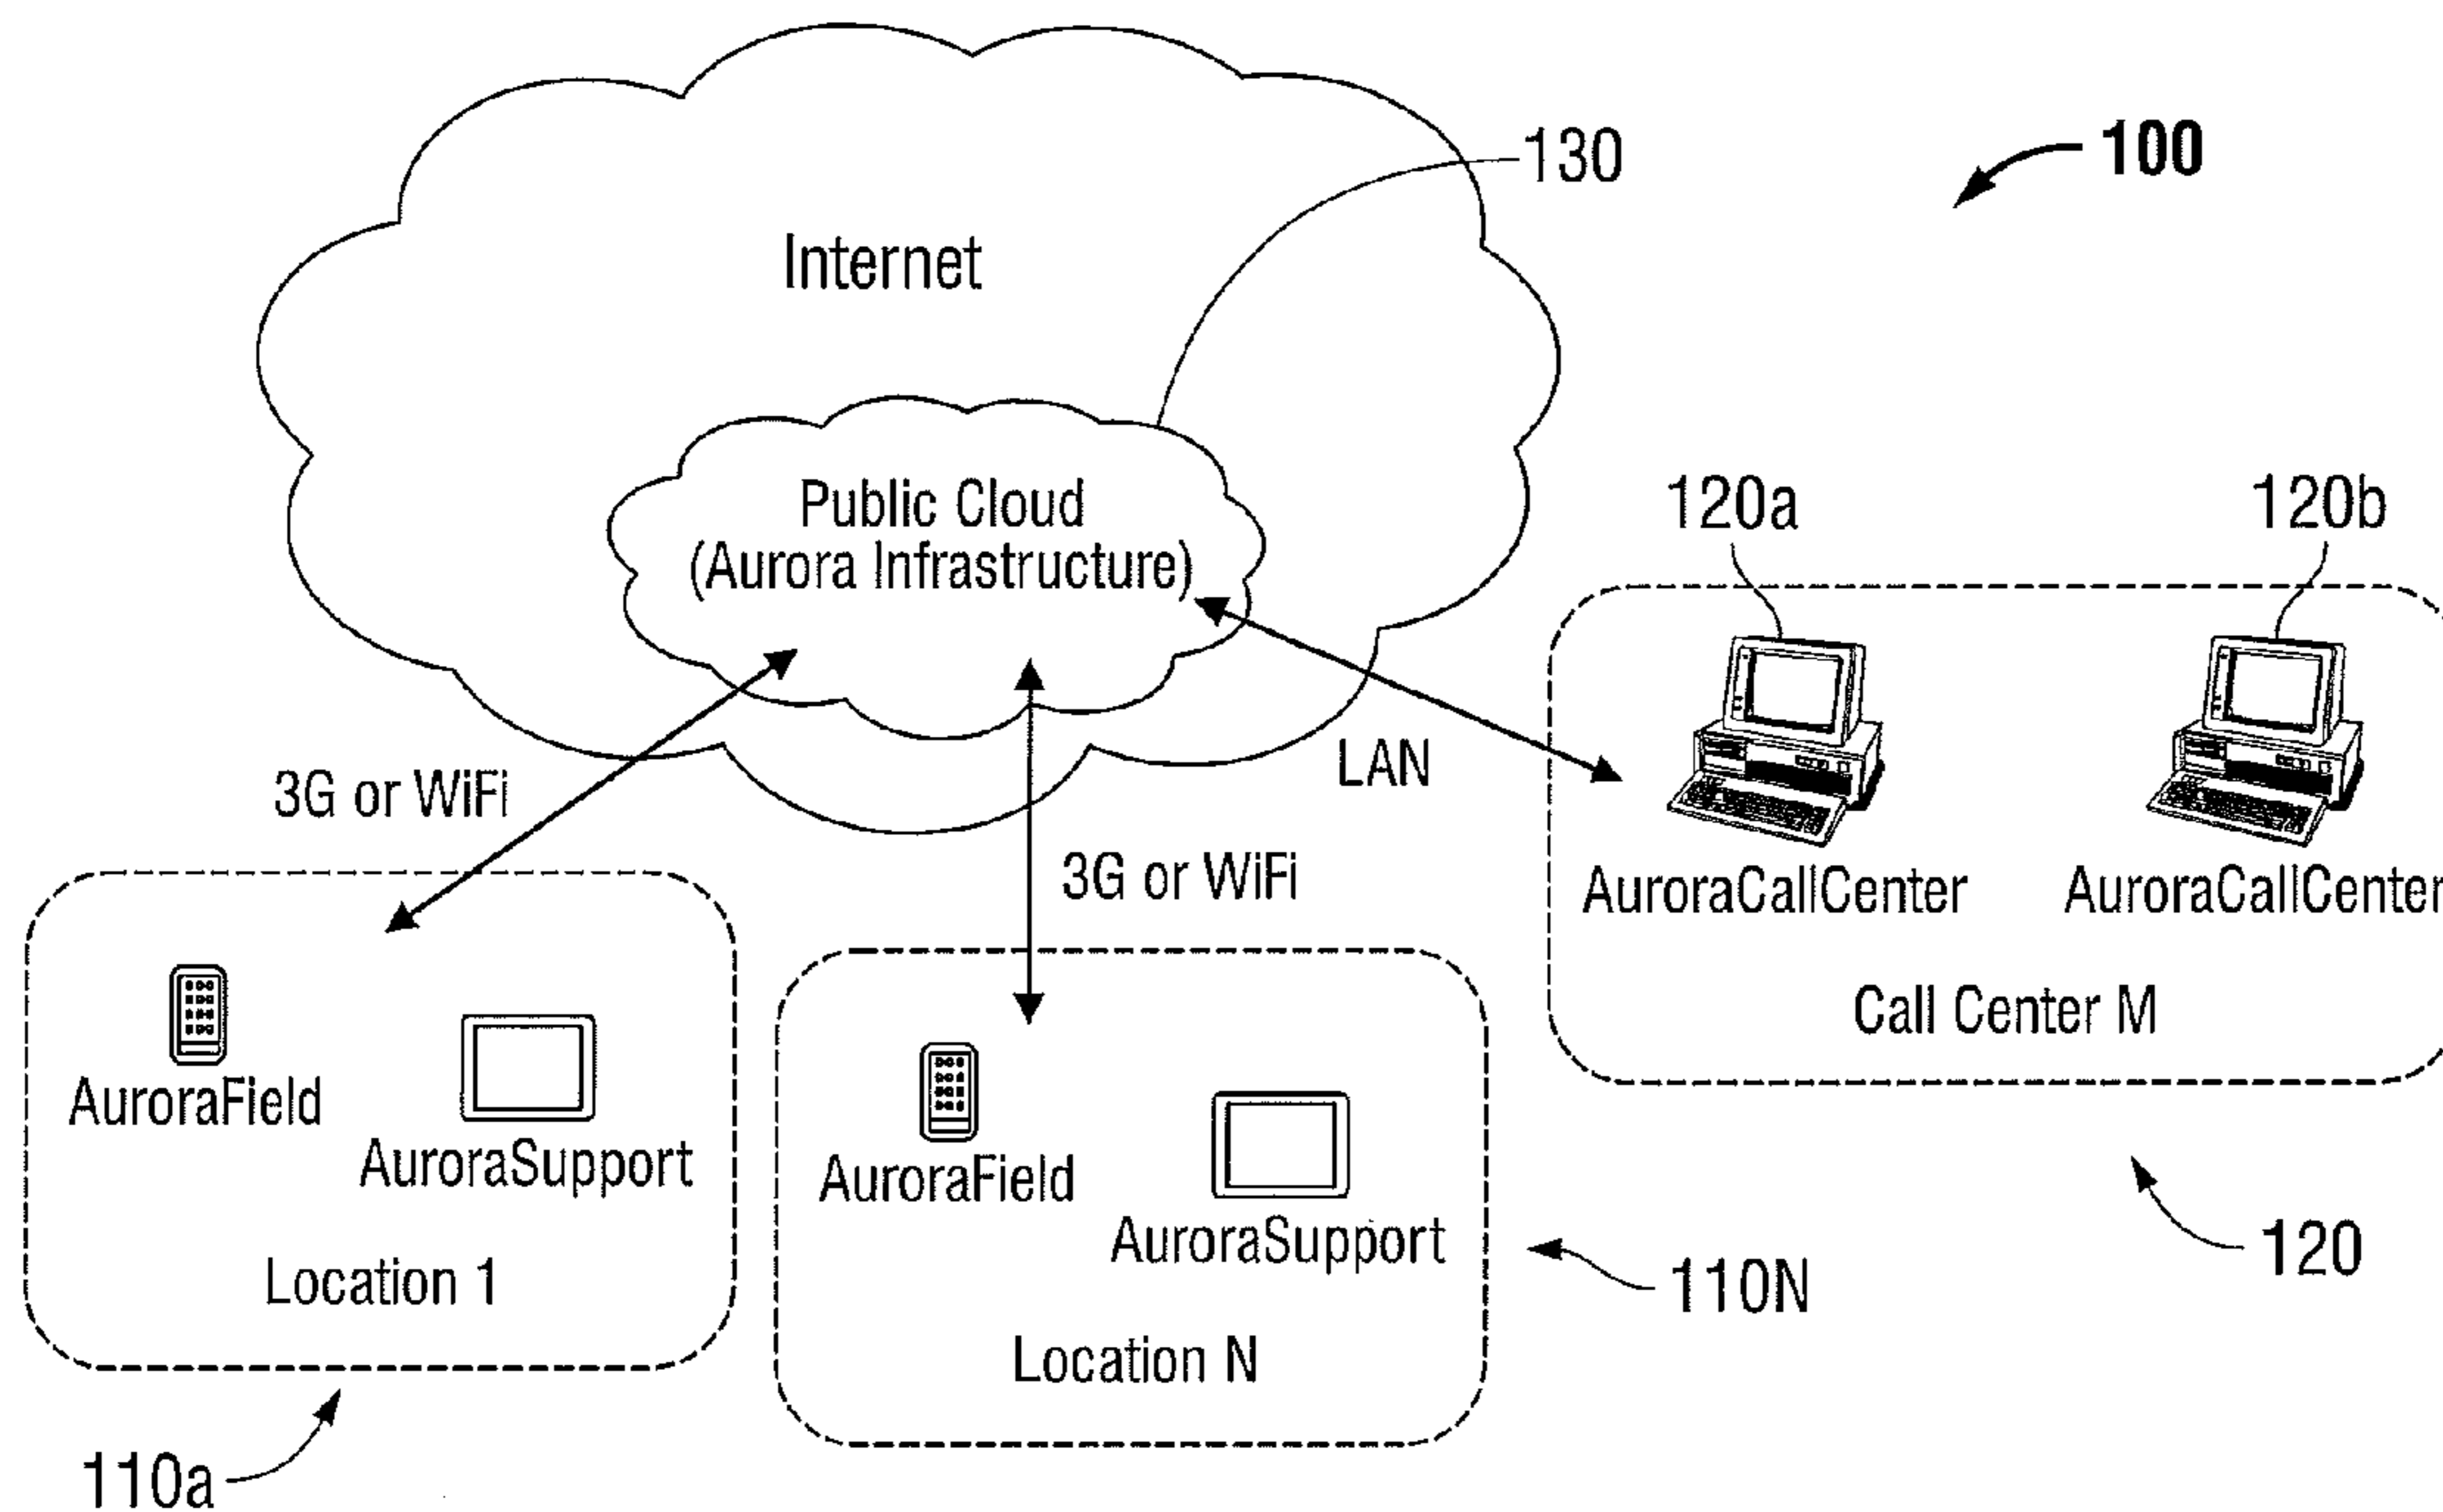 130
100
Internet
Public Cloud
(Aurora Infrastructure)
120a
120b
3G or WiFi
LAN
3G or WiFi
AuroraCallCenter
AuroraCallCenter
Call Center M
AuroraField
AuroraSupport
Location 1
AuroraField
AuroraSupport
Location N
110N
120
110a